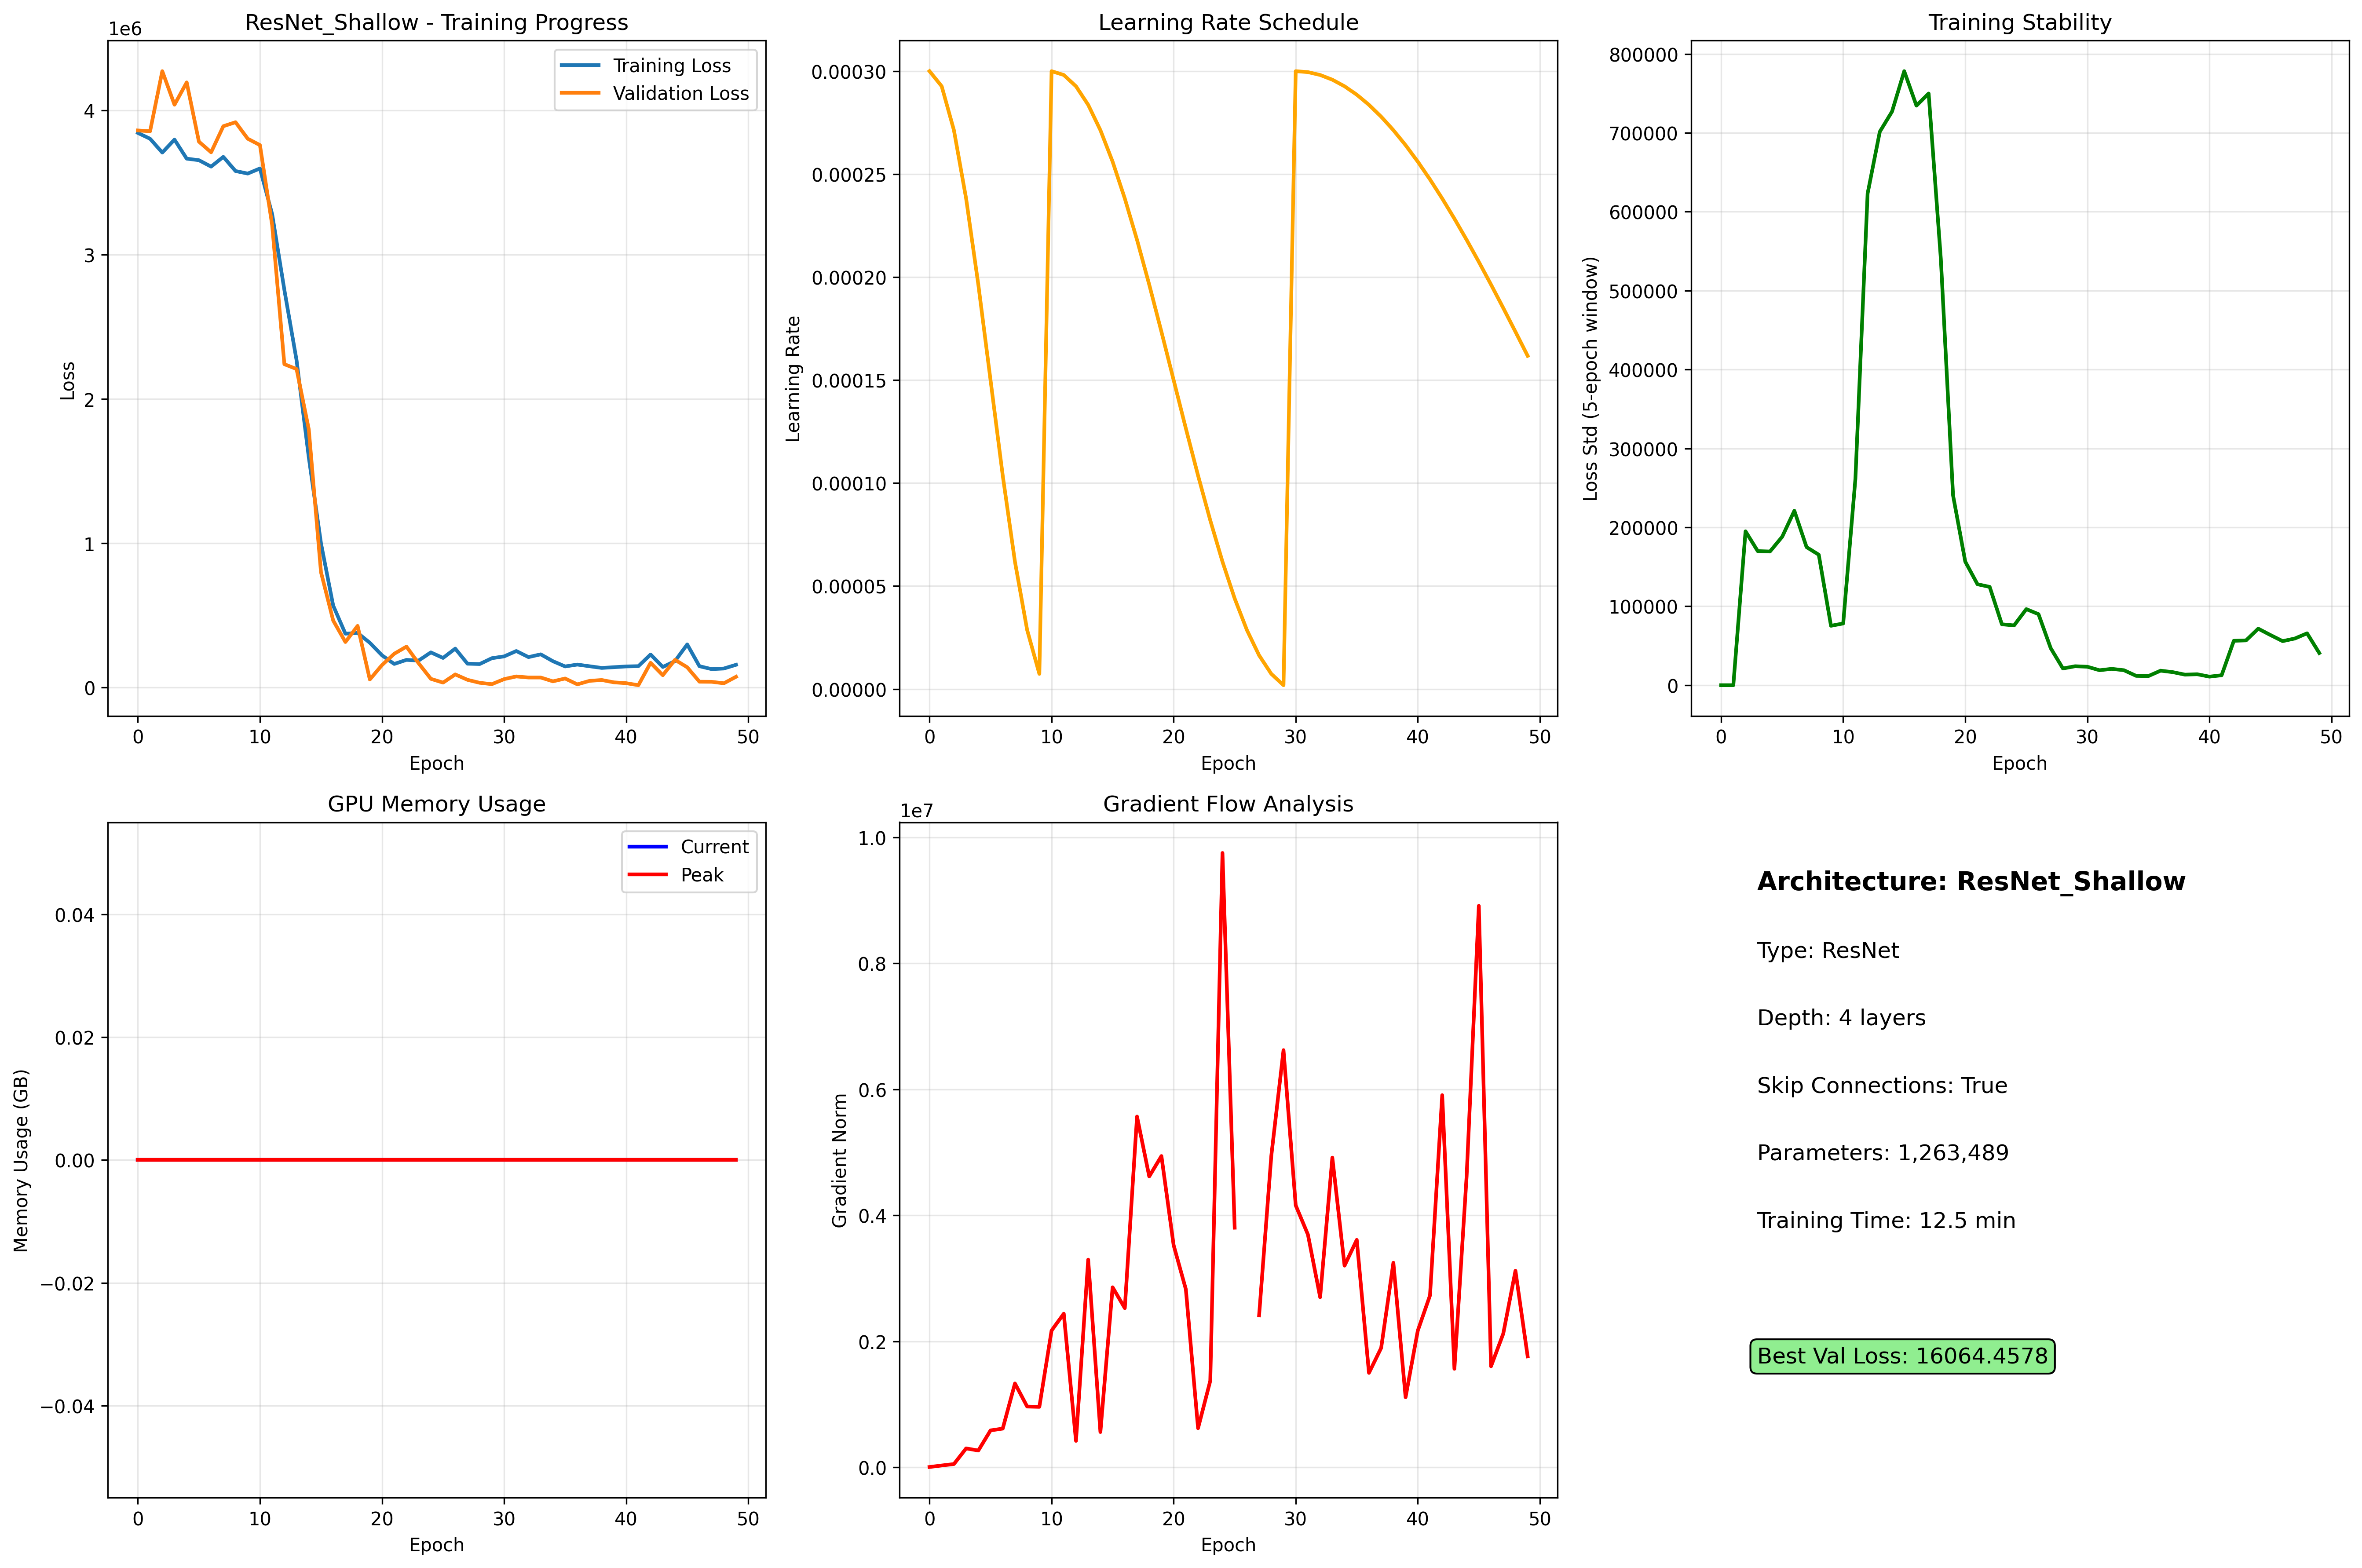 ResNet_Shallow - Training Progress
1e6
Training Loss
Validation Loss
4
3
2
1
0
Loss
0 10 20 30 40 50
Epoch
Learning Rate Schedule
0.00030
0.00025
0.00020
0.00015
0.00010
0.00005
0.00000
Learning Rate
0 10 20 30 40 50
Epoch
Training Stability
800000
700000
600000
500000
400000
300000
200000
100000
0
Loss Std (5-epoch window)
0 10 20 30 40 50
Epoch
GPU Memory Usage
Current
Peak
0.04
0.02
0.00
−0.02
−0.04
Memory Usage (GB)
0 10 20 30 40 50
Epoch
Gradient Flow Analysis
1e7
1.0
0.8
0.6
0.4
0.2
0.0
Gradient Norm
0 10 20 30 40 50
Epoch
Architecture: ResNet_Shallow
Type: ResNet
Depth: 4 layers
Skip Connections: True
Parameters: 1,263,489
Training Time: 12.5 min
Best Val Loss: 16064.4578